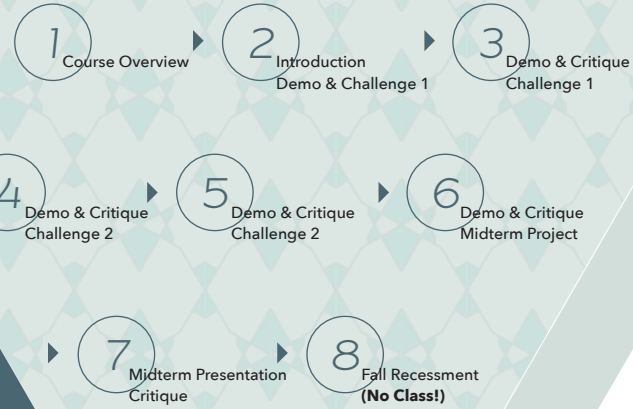 1
Course Overview
2
Introduction
Demo & Challenge 1
3
Demo & Critique
Challenge 1
4
Demo & Critique
Challenge 2
5
Demo & Critique
Challenge 2
6
Demo & Critique
Midterm Project
7
Midterm Presentation
Critique
8
Fall Recessment
(No Class!)